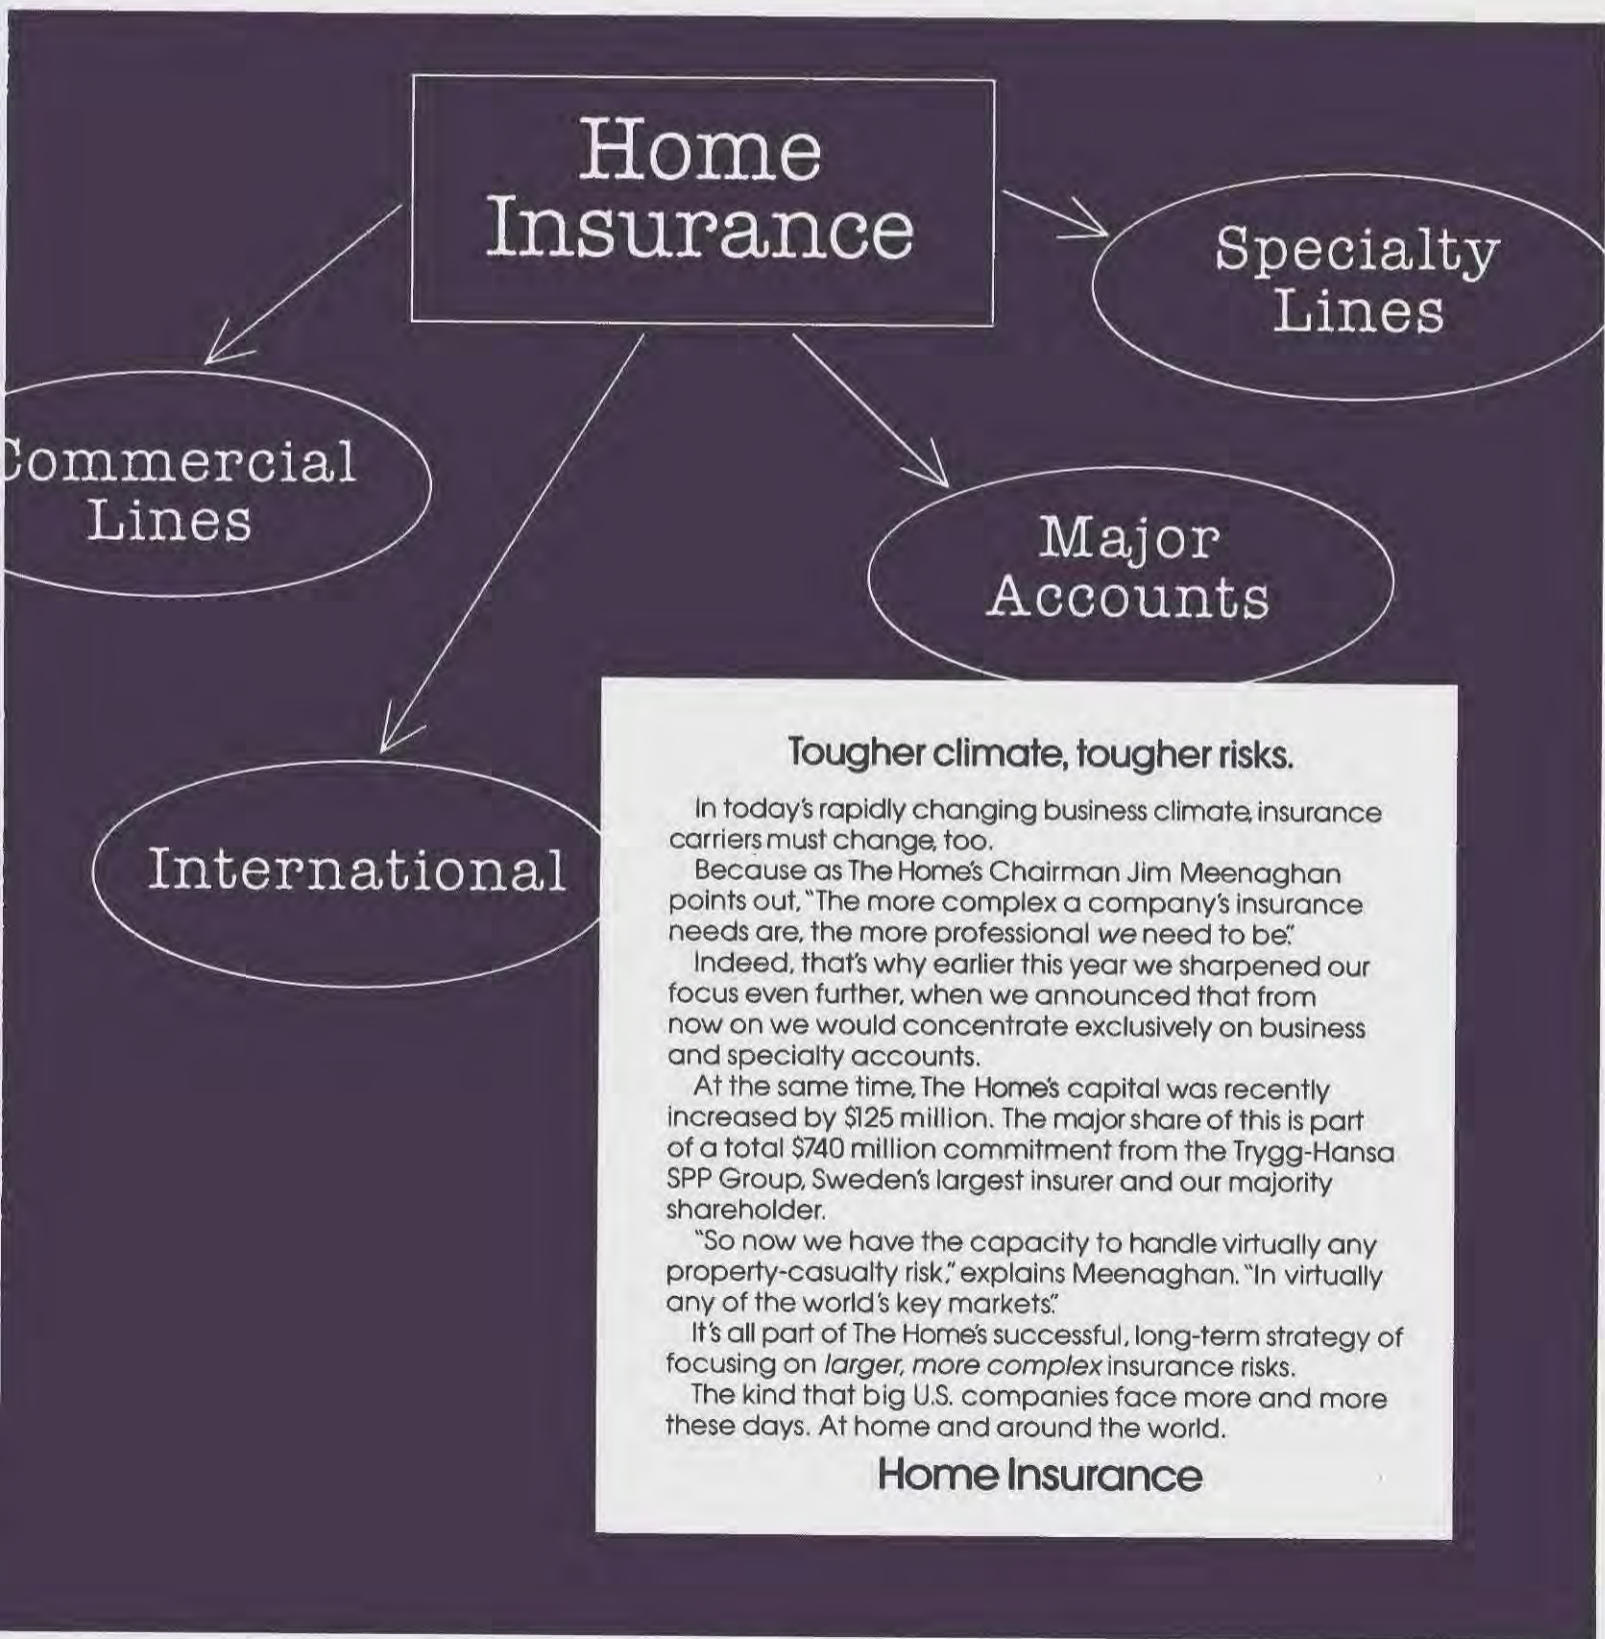 Home
Insurance
Specialty
Lines
Commercial
Lines
Major
Accounts
International
Tougher climate, tougher risks.
In today's rapidly changing business climate, insurance
carriers must change, too.
Because as The Home's Chairman Jim Meenaghan
points out, "The more complex a company's insurance
needs are, the more professional we need to be."
Indeed, that's why earlier this year we sharpened our
focus even further, when we announced that from
now on we would concentrate exclusively on business
and specialty accounts.
At the same time, The Home's capital was recently
increased by $125 million. The major share of this is part
of a total $740 million commitment from the Trygg-Hansa
SPP Group, Sweden's largest insurer and our majority
shareholder.
"So now we have the capacity to handle virtually any
property-casualty risk," explains Meenaghan. "In virtually
any of the world's key markets."
It's all part of The Home's successful, long-term strategy of
focusing on larger, more complex insurance risks.
The kind that big U.S. companies face more and more
these days. At home and around the world.
Home Insurance